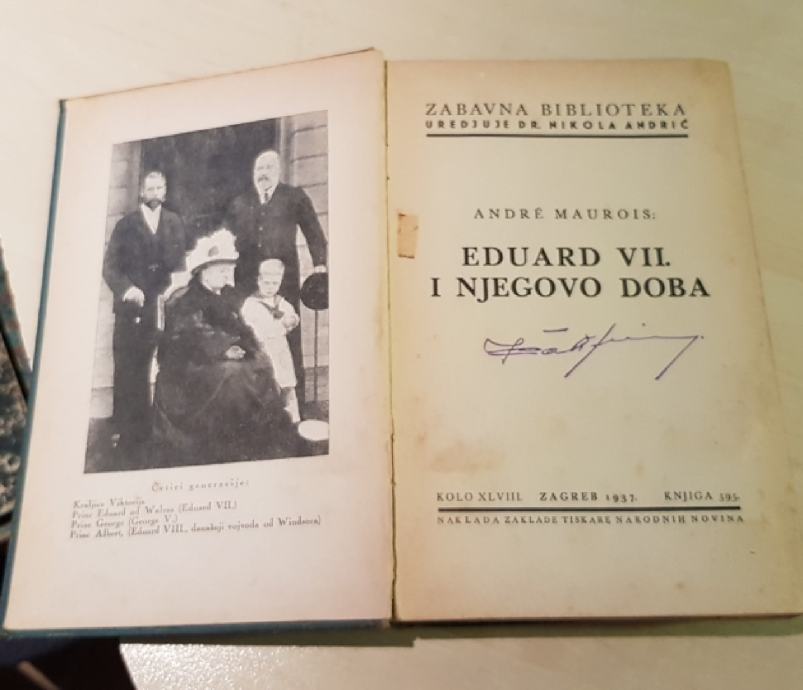 Četiri generacije:
Kraljica Viktorija
Princ Eduard od Walesa (Eduard VII.)
Princ George (George V.)
Princ Albert, (Eduard VIII., današnji vojvoda od Windsora)
ZABAVNA BIBLIOTEKA
UREDJUJE DR. NIKOLA ANDRIĆ
ANDRÉ MAUROIS:
EDUARD VII.
I NJEGOVO DOBA
KOLO XLVIII. ZAGREB 1937. KNJIGA 595.
NAKLADA ZAKLADE TISKARE NARODNIH NOVINA